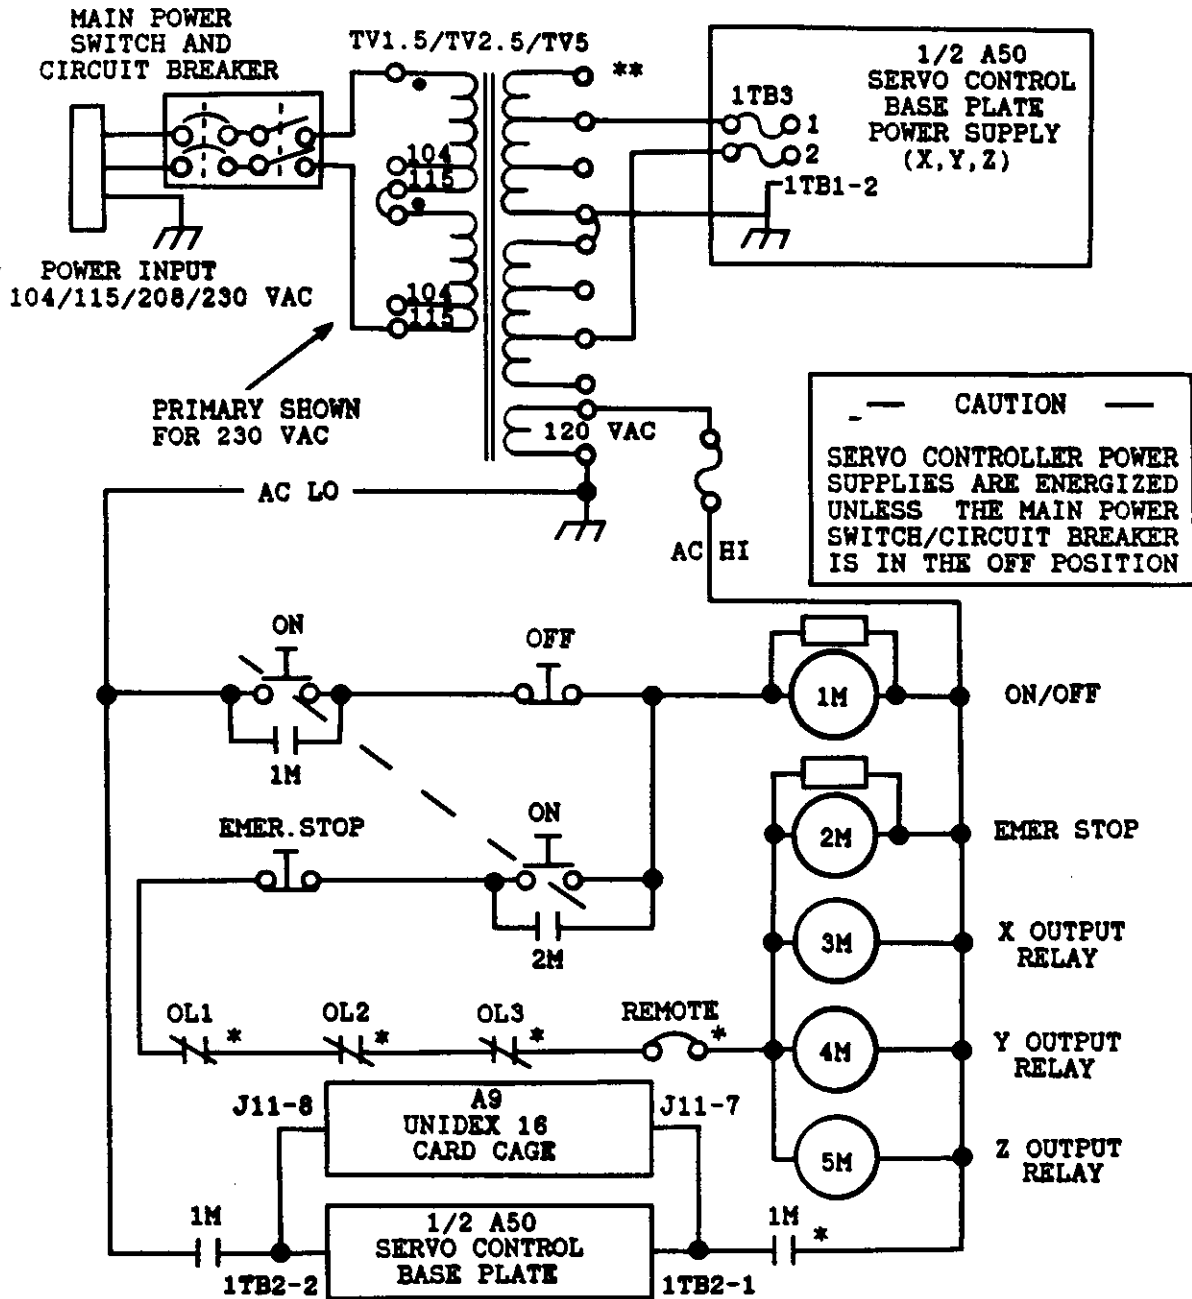 MAIN POWER
SWITCH AND
CIRCUIT BREAKER
TV1.5/TV2.5/TV5
**
1/2 A50
SERVO CONTROL
BASE PLATE
POWER SUPPLY
(X,Y,Z)
1TB3
1
2
1TB1-2
104
115
104
115
POWER INPUT
104/115/208/230 VAC
PRIMARY SHOWN
FOR 230 VAC
120 VAC
AC LO
AC HI
CAUTION
SERVO CONTROLLER POWER
SUPPLIES ARE ENERGIZED
UNLESS THE MAIN POWER
SWITCH/CIRCUIT BREAKER
IS IN THE OFF POSITION
ON
OFF
1M
1M
ON/OFF
EMER.STOP
ON
2M
2M
EMER STOP
3M
X OUTPUT
RELAY
OL1 *
OL2 *
OL3 *
REMOTE *
4M
Y OUTPUT
RELAY
J11-8
A9
UNIDEX 16
CARD CAGE
J11-7
5M
Z OUTPUT
RELAY
1M
1/2 A50
SERVO CONTROL
BASE PLATE
1M *
1TB2-2
1TB2-1